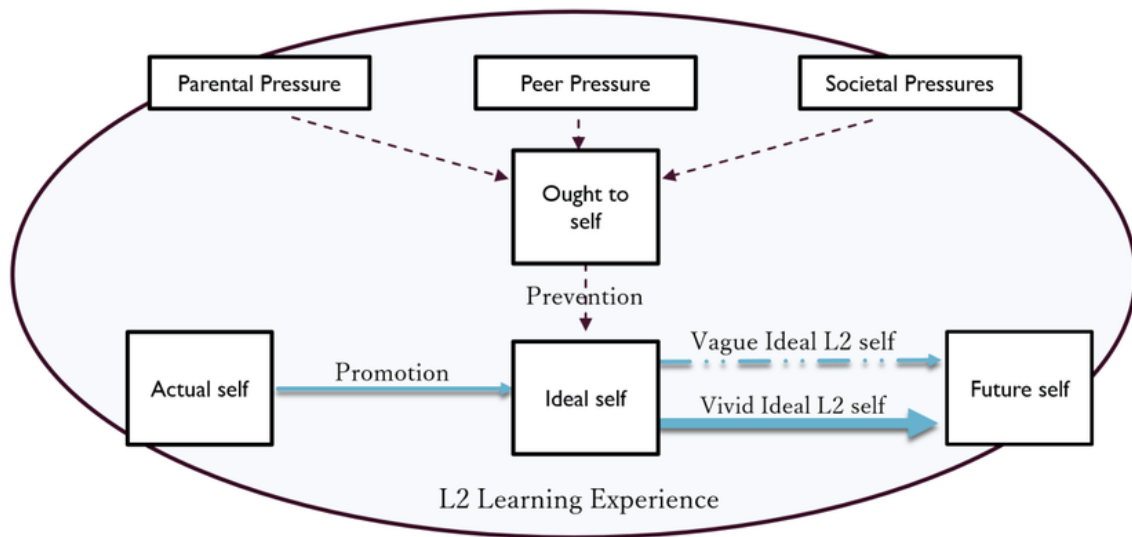 Parental Pressure
Peer Pressure
Societal Pressures
Ought to
self
Prevention
Actual self
Promotion
Ideal self
Vague Ideal L2 self
Vivid Ideal L2 self
Future self
L2 Learning Experience